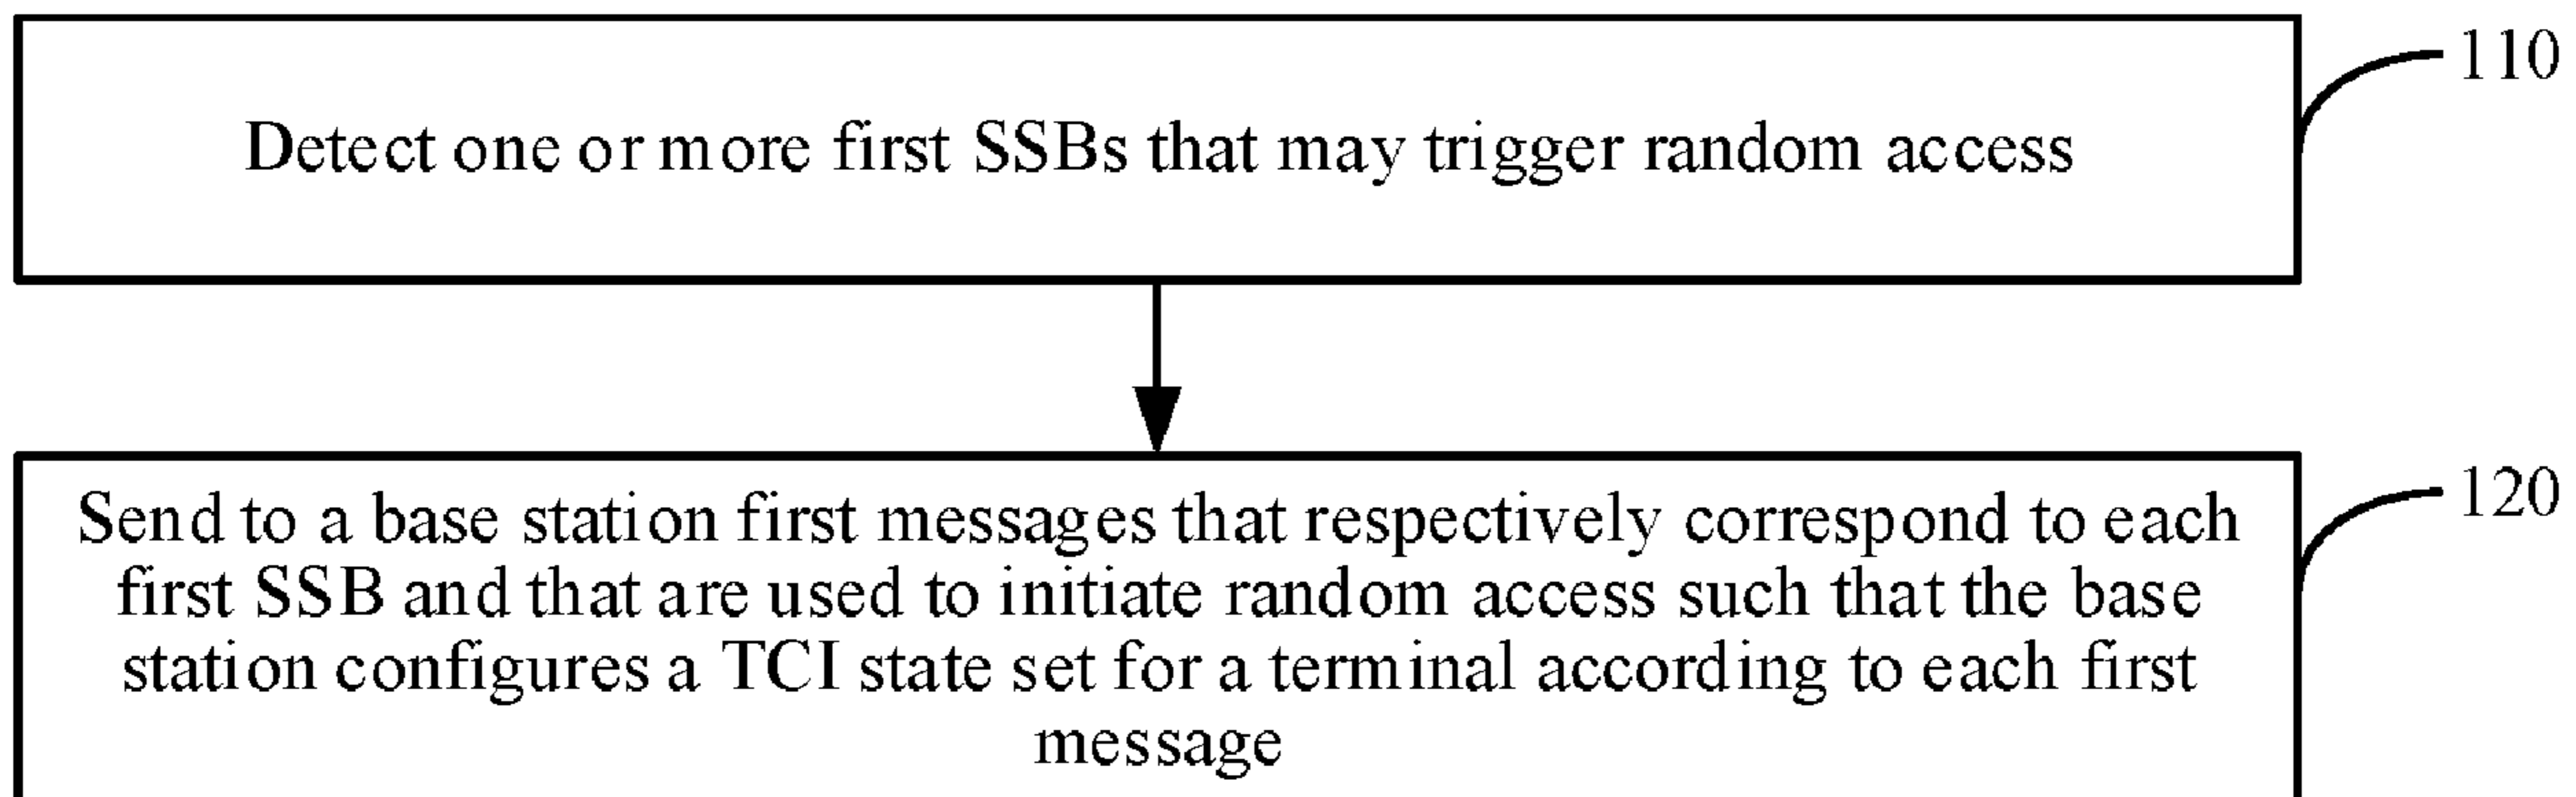 110
Detect one or more first SSBs that may trigger random access
120
Send to a base station first messages that respectively correspond to each
first SSB and that are used to initiate random access such that the base
station configures a TCI state set for a terminal according to each first
message